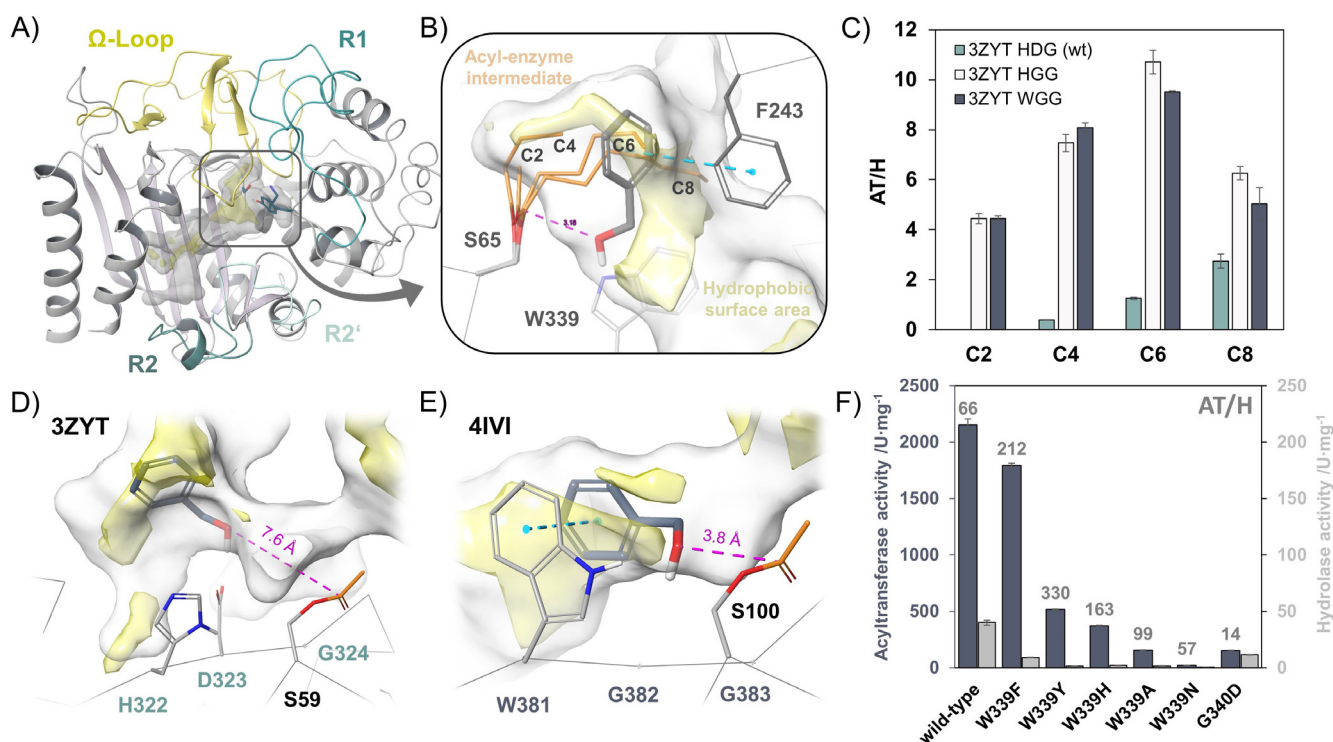 A)
Ω-Loop
R1
R2
R2‘
B)
Acyl-enzyme
intermediate
F243
C2
C4
C6
C8
S65
3.18
W339
Hydrophobic
surface area
C)
3ZYT HDG (wt)
3ZYT HGG
3ZYT WGG
AT/H
12
10
8
6
4
2
0
C2
C4
C6
C8
D)
3ZYT
7.6 Å
H322
D323
G324
S59
E)
4IVI
3.8 Å
S100
W381
G382
G383
F)
AT/H
Acyltransferase activity /U·mg⁻¹
2500
2000
1500
1000
500
0
66
212
330
163
99
57
14
250
200
150
100
50
0
Hydrolase activity /U·mg⁻¹
wild-type
W339F
W339Y
W339H
W339A
W339N
G340D